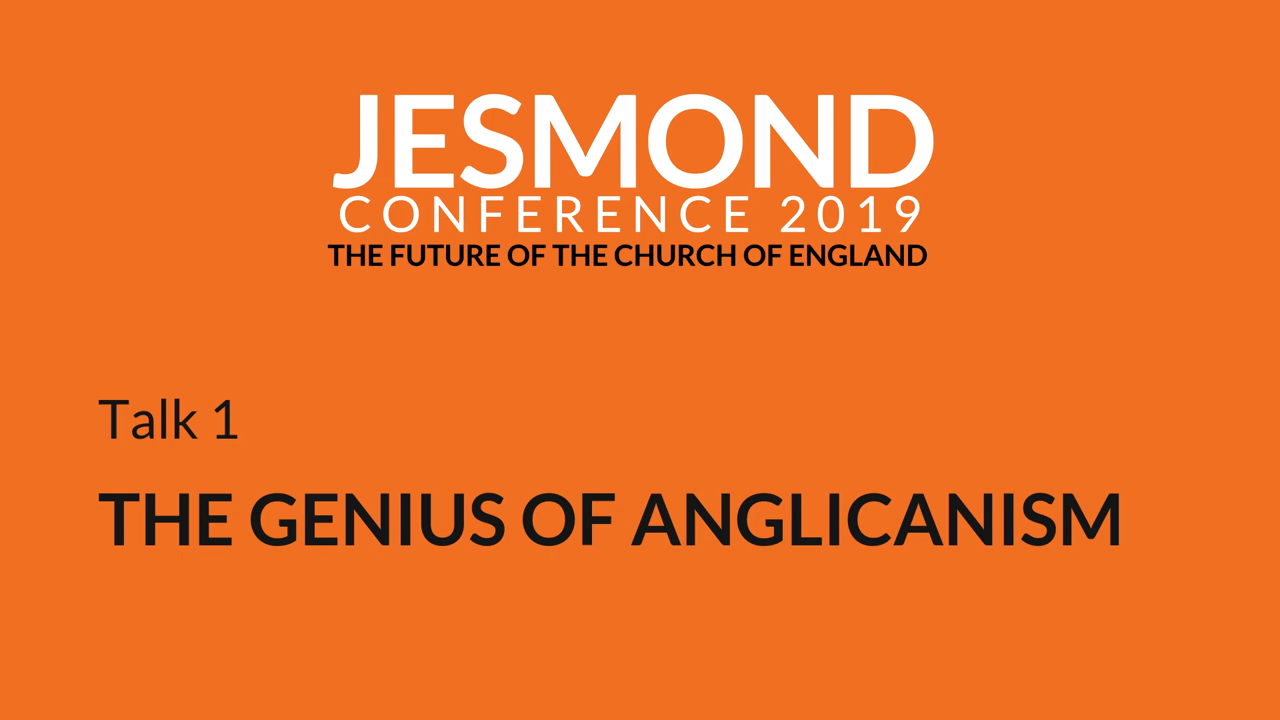 JESMOND
CONFERENCE 2019
THE FUTURE OF THE CHURCH OF ENGLAND
Talk 1
THE GENIUS OF ANGLICANISM